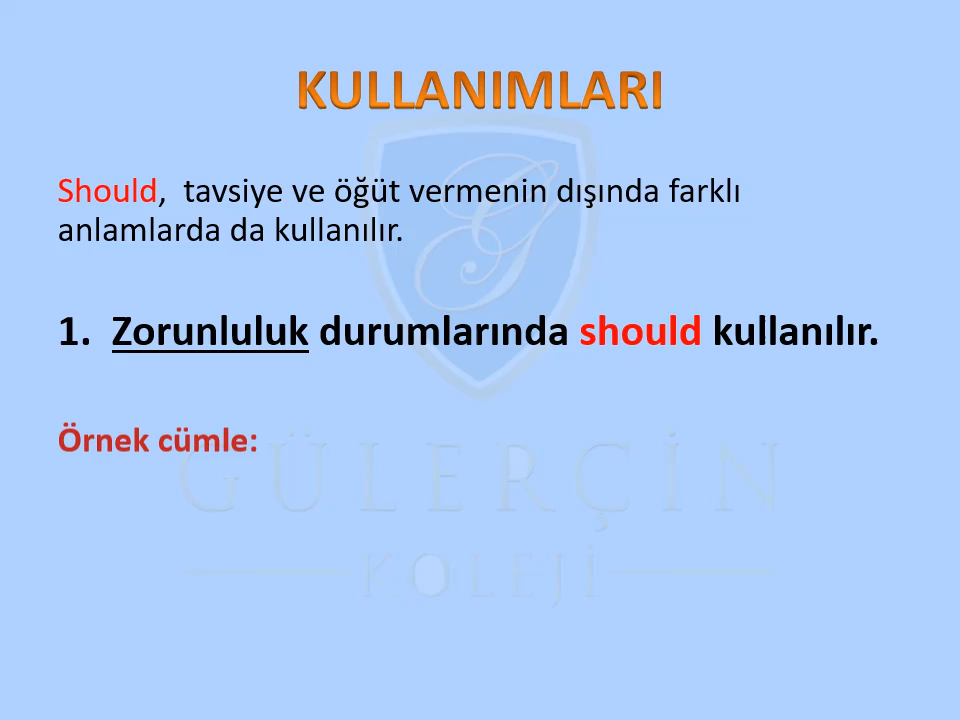 KULLANIMLARI
Should,  tavsiye ve öğüt vermenin dışında farklı
anlamlarda da kullanılır.
1. Zorunluluk durumlarında should kullanılır.
Örnek cümle:
GÜLERÇİN
KOLEJİ